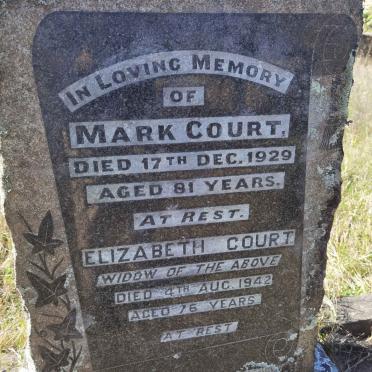 IN LOVING MEMORY
OF
MARK COURT,
DIED 17TH DEC. 1929
AGED 81 YEARS.
AT REST.
ELIZABETH COURT
WIDOW OF THE ABOVE
DIED 4TH AUG. 1942
AGED 76 YEARS
AT REST